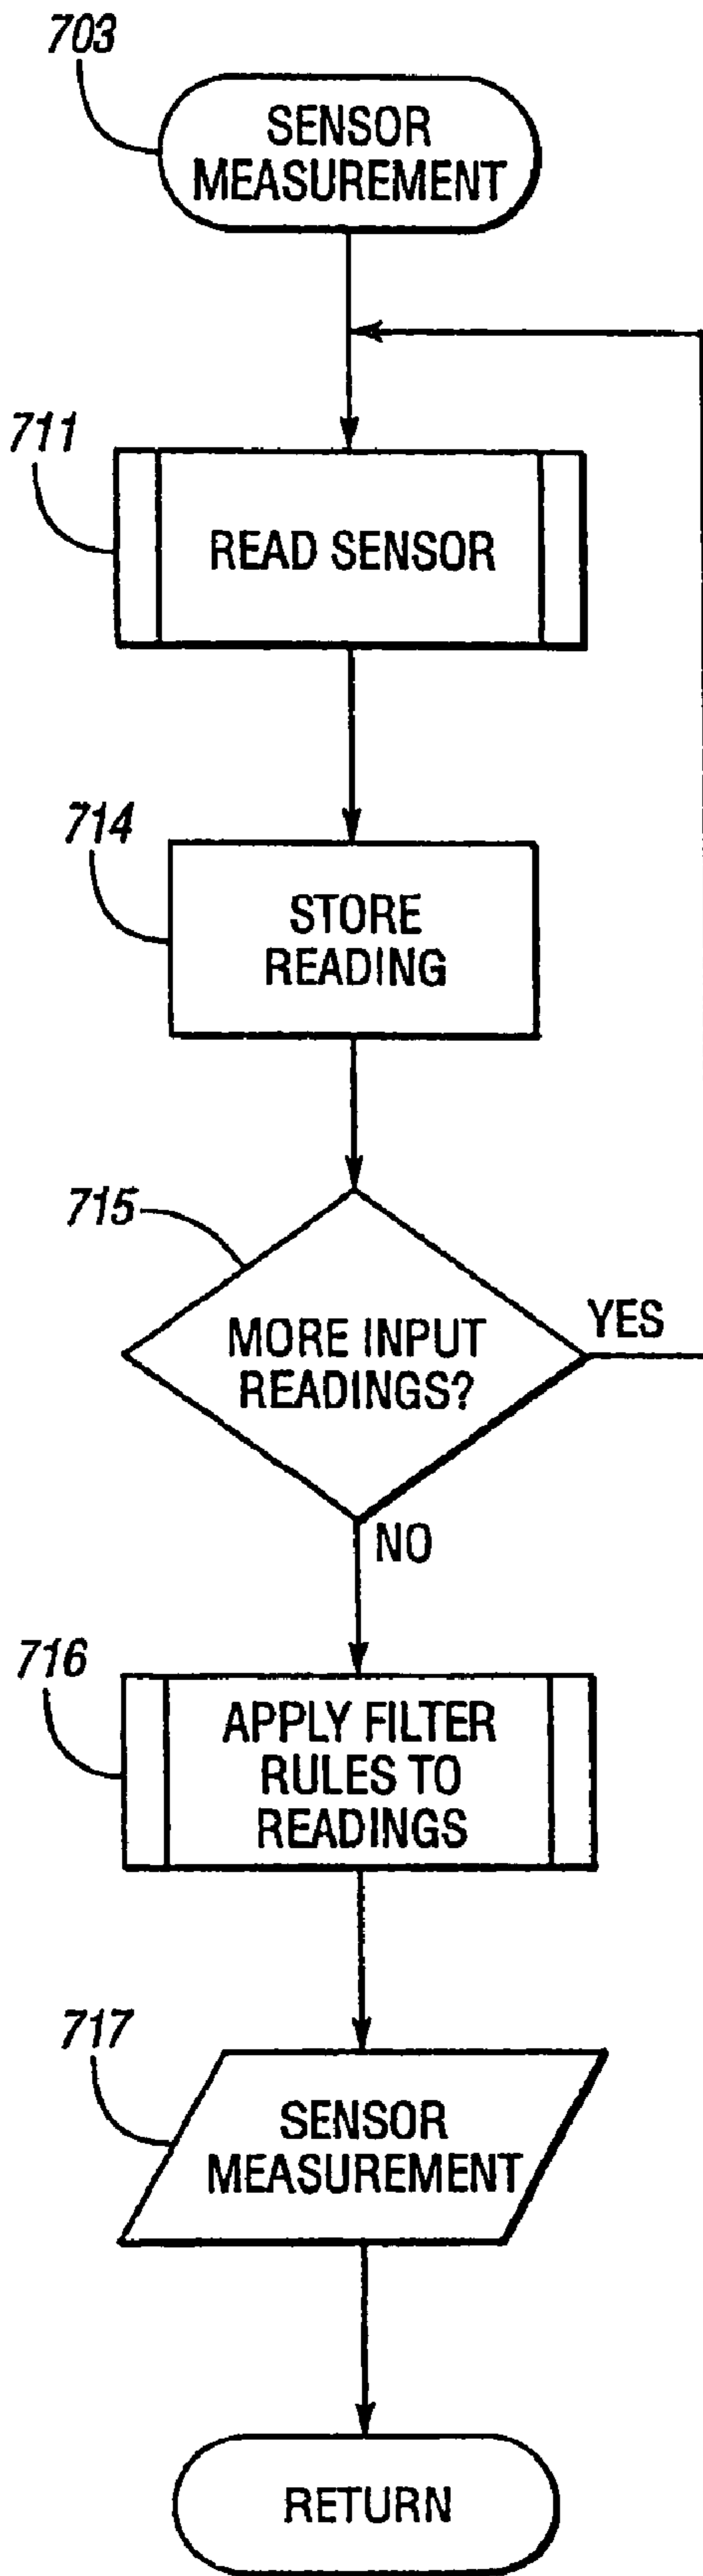 703
SENSOR
MEASUREMENT
711
READ SENSOR
714
STORE
READING
715
MORE INPUT
READINGS?
YES
NO
716
APPLY FILTER
RULES TO
READINGS
717
SENSOR
MEASUREMENT
RETURN